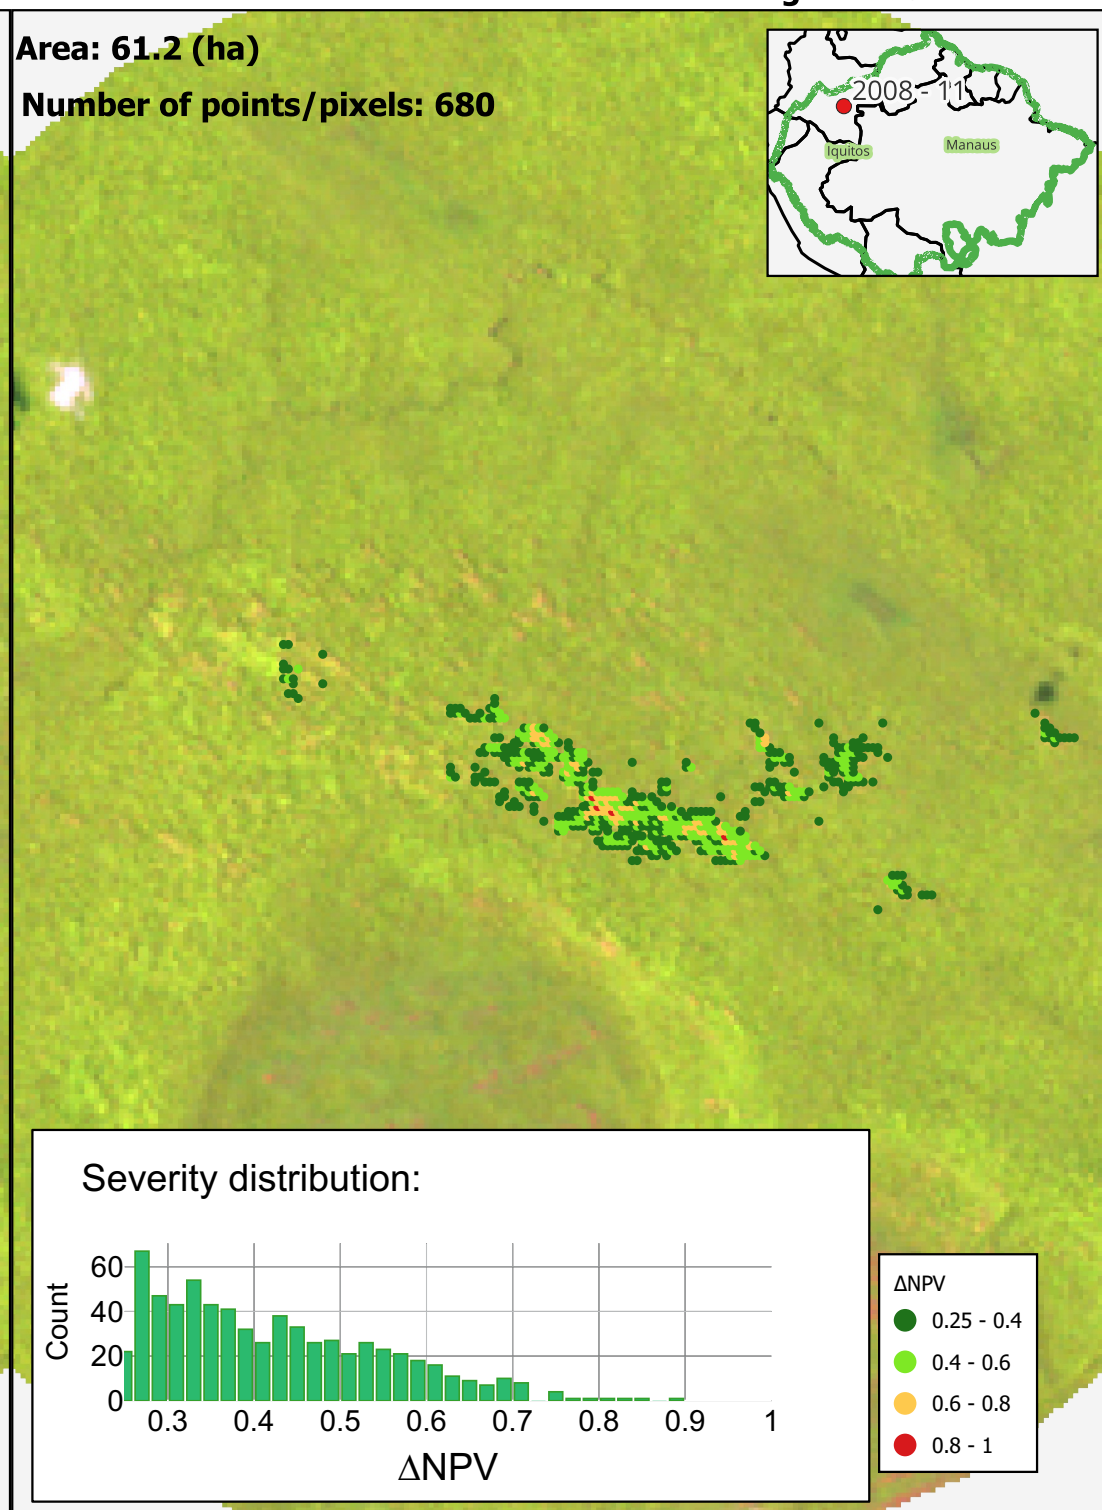 Area: 61.2 (ha)
Number of points/pixels: 680
2008 - 11
Iquitos
Manaus
Severity distribution:
Count
60
40
20
0
0.3 0.4 0.5 0.6 0.7 0.8 0.9 1
ΔNPV
ΔNPV
0.25 - 0.4
0.4 - 0.6
0.6 - 0.8
0.8 - 1